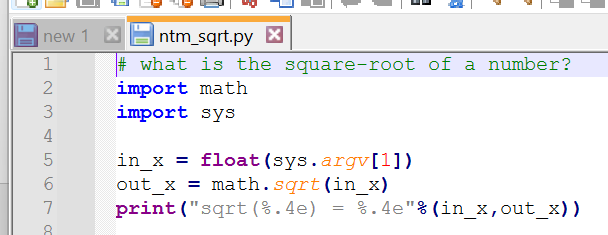 new 1
ntm_sqrt.py
1 # what is the square-root of a number?
2 import math
3 import sys
4
5 in_x = float(sys.argv[1])
6 out_x = math.sqrt(in_x)
7 print("sqrt(%.4e) = %.4e"%(in_x,out_x))
8